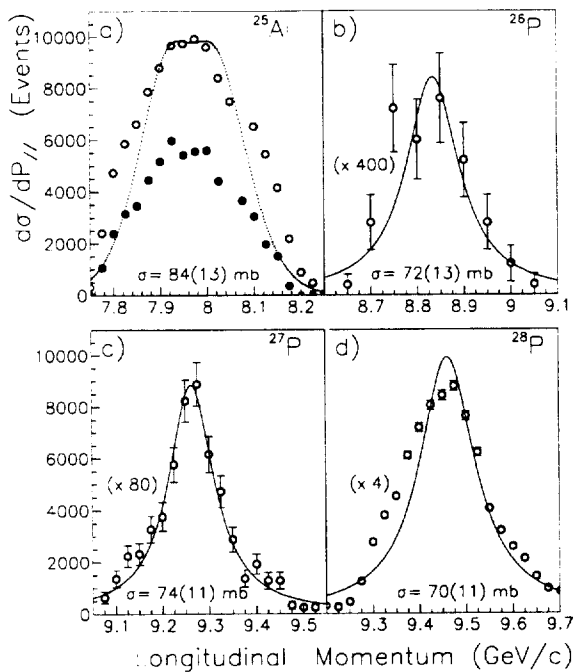 dσ/dP// (Events)
10000
8000
6000
4000
2000
0
a)
²⁵A
σ= 84(13) mb
7.8 7.9 8 8.1 8.2
b)
²⁶P
(x 400)
σ=72(13) mb
8.7 8.8 8.9 9 9.1
10000
8000
6000
4000
2000
0
c)
²⁷P
(x 80)
σ= 74(11) mb
9.1 9.2 9.3 9.4 9.5
d)
²⁸P
(x 4)
σ= 70(11) mb
9.3 9.4 9.5 9.6 9.7
Longitudinal Momentum (GeV/c)